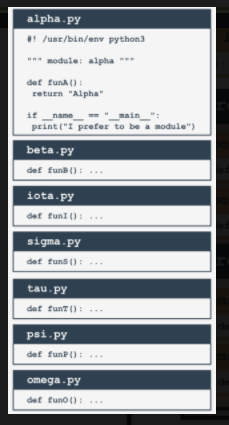 alpha.py
#! /usr/bin/env python3
""" module: alpha """
def funA():
return "Alpha"
if __name__ == "__main__":
print("I prefer to be a module")
beta.py
def funB(): ...
iota.py
def funI(): ...
sigma.py
def funS(): ...
tau.py
def funT(): ...
psi.py
def funP(): ...
omega.py
def funO(): ...